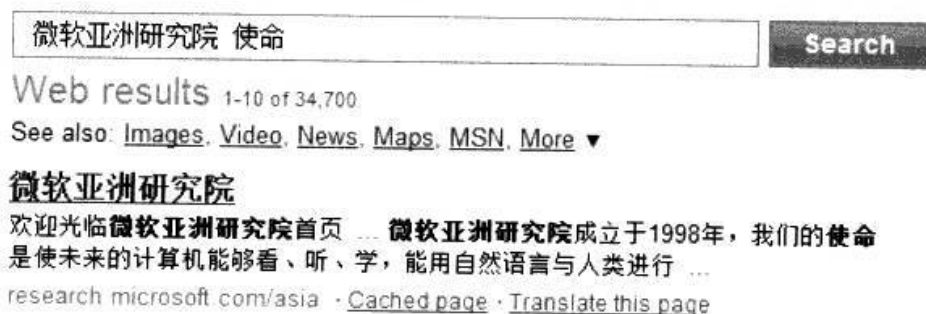 微软亚洲研究院 使命
Search
Web results 1-10 of 34,700
See also: Images, Video, News, Maps, MSN, More ▼
微软亚洲研究院
欢迎光临微软亚洲研究院首页 ... 微软亚洲研究院成立于1998年，我们的使命
是使未来的计算机能够看、听、学，能用自然语言与人类进行 ...
research.microsoft.com/asia · Cached page · Translate this page